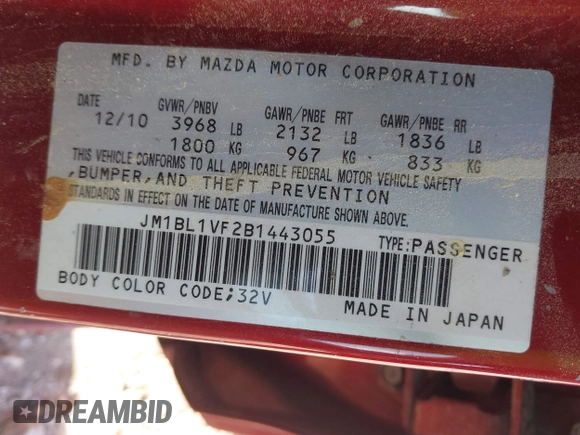 MFD. BY MAZDA MOTOR CORPORATION
DATE GVWR/PNBV GAWR/PNBE FRT GAWR/PNBE RR
12/10 3968 LB 2132 LB 1836 LB
1800 KG 967 KG 833 KG
THIS VEHICLE CONFORMS TO ALL APPLICABLE FEDERAL MOTOR VEHICLE SAFETY
,BUMPER,AND THEFT PREVENTION
STANDARDS IN EFFECT ON THE DATE OF MANUFACTURE SHOWN ABOVE.
JM1BL1VF2B1443055 TYPE:PASSENGER
BODY COLOR CODE;32V MADE IN JAPAN
DREAMBID